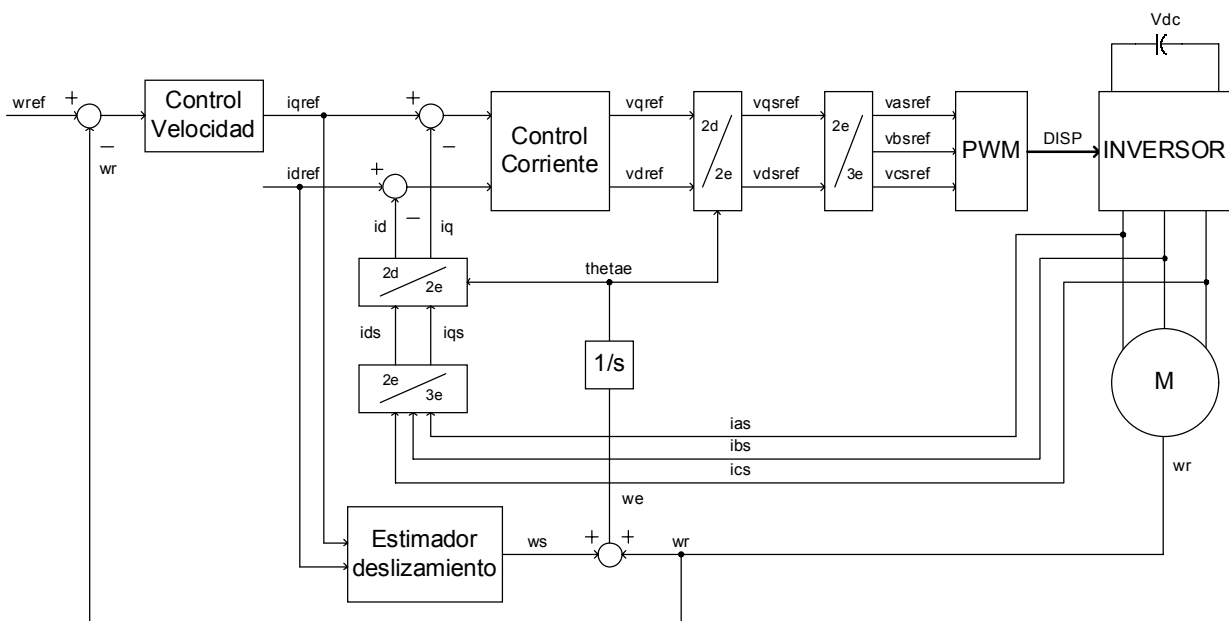 Vdc
wref
+
−
wr
Control
Velocidad
iqref
+
−
idref
+
−
id
iq
Control
Corriente
vqref
vdref
2d
2e
vqsref
vdsref
2e
3e
vasref
vbsref
vcsref
PWM
DISP
INVERSOR
2d
2e
thetae
ids
iqs
2e
3e
1/s
M
ias
ibs
ics
wr
we
Estimador
deslizamiento
ws
+
+
wr